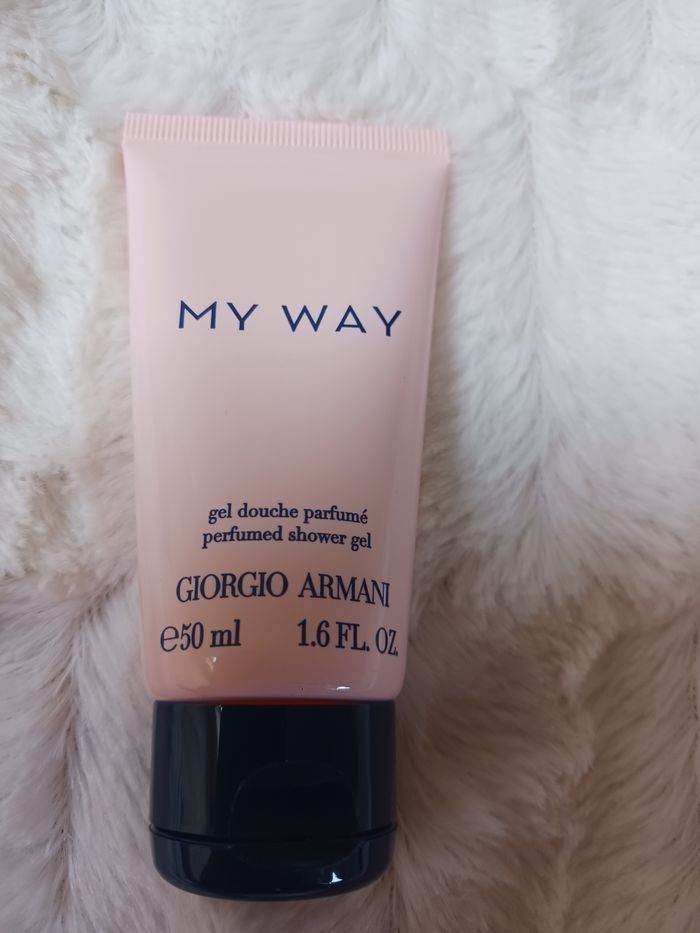 MY WAY
gel douche parfumé
perfumed shower gel
GIORGIO ARMANI
℮50 ml 1.6 FL. OZ.